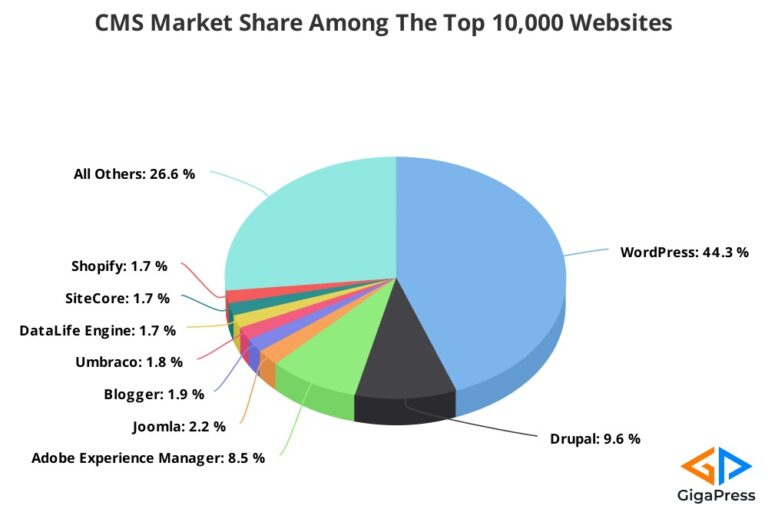 CMS Market Share Among The Top 10,000 Websites
All Others: 26.6 %
WordPress: 44.3 %
Shopify: 1.7 %
SiteCore: 1.7 %
DataLife Engine: 1.7 %
Umbraco: 1.8 %
Blogger: 1.9 %
Joomla: 2.2 %
Drupal: 9.6 %
Adobe Experience Manager: 8.5 %
GigaPress